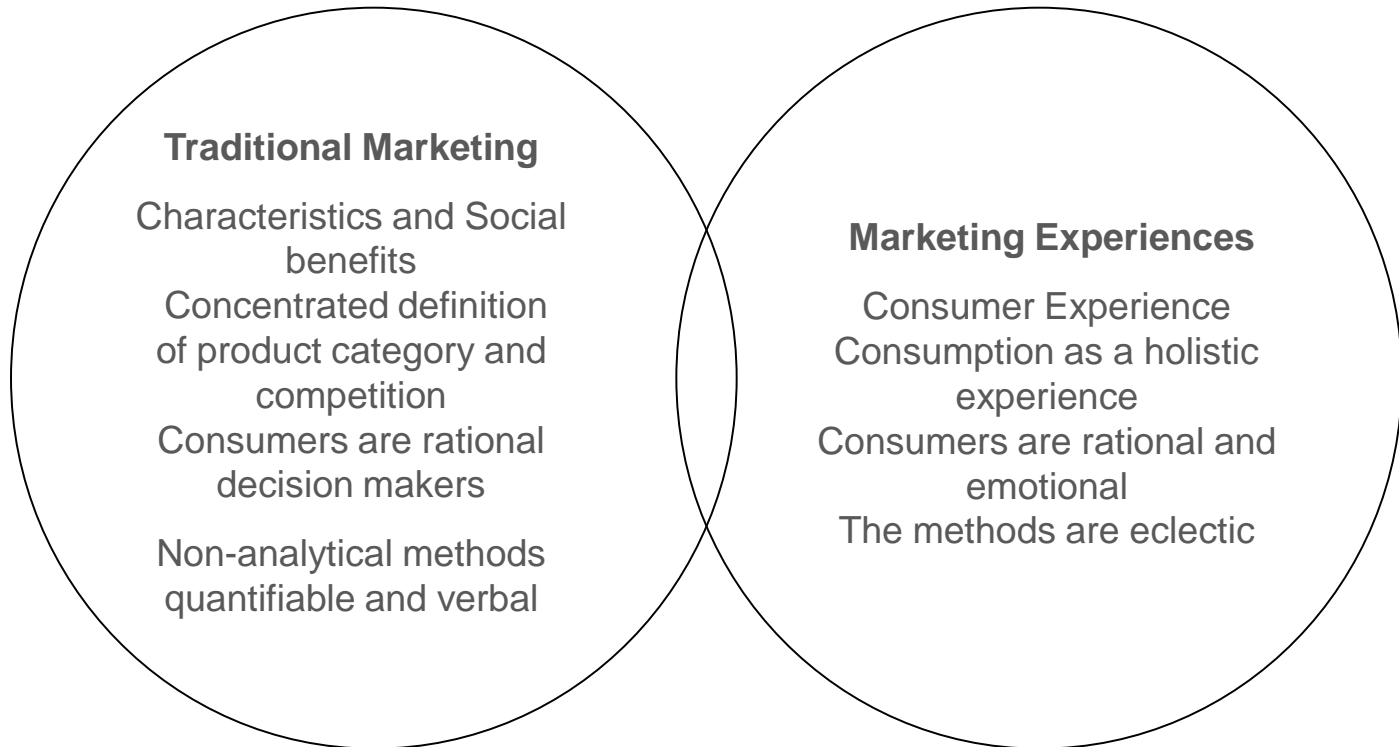 Traditional Marketing
Characteristics and Social
benefits
Concentrated definition
of product category and
competition
Consumers are rational
decision makers
Non-analytical methods
quantifiable and verbal
Marketing Experiences
Consumer Experience
Consumption as a holistic
experience
Consumers are rational and
emotional
The methods are eclectic